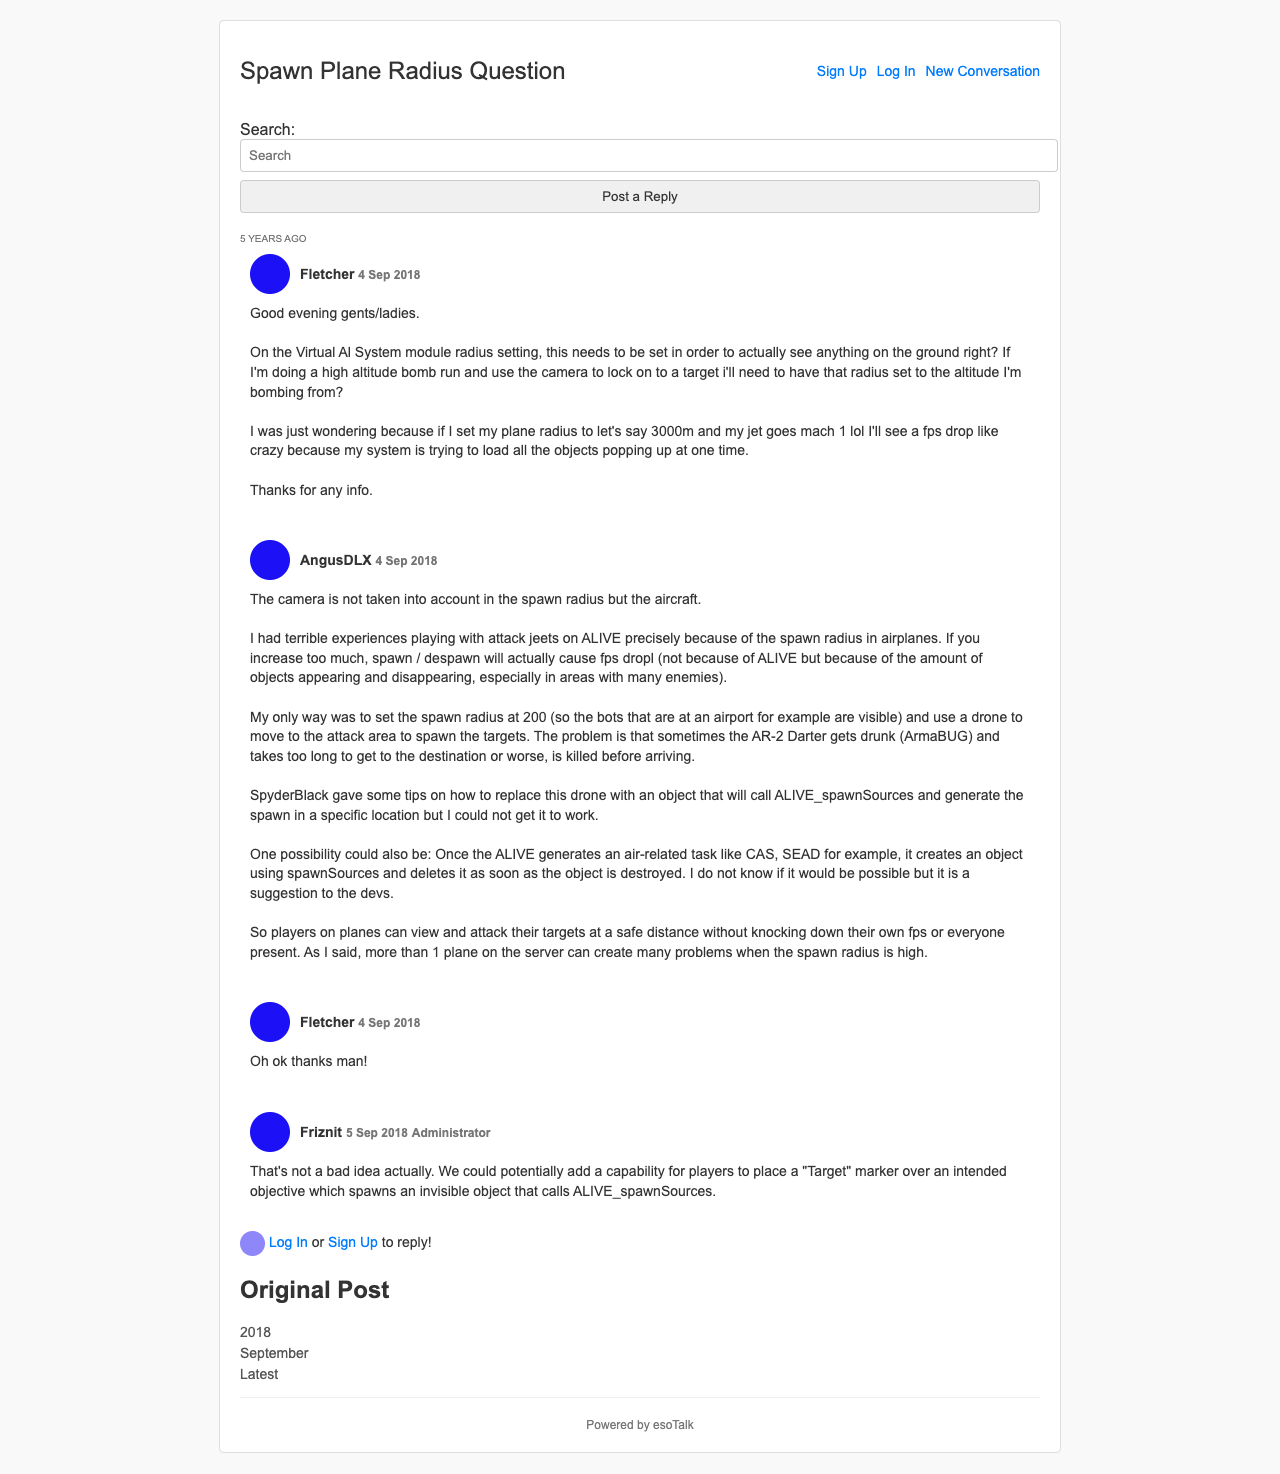 Spawn Plane Radius Question
Sign Up Log In New Conversation
Search:
Search
Post a Reply
5 YEARS AGO
Fletcher 4 Sep 2018
Good evening gents/ladies.
On the Virtual AI System module radius setting, this needs to be set in order to actually see anything on the ground right? If
I'm doing a high altitude bomb run and use the camera to lock on to a target i'll need to have that radius set to the altitude I'm
bombing from?
I was just wondering because if I set my plane radius to let's say 3000m and my jet goes mach 1 lol I'll see a fps drop like
crazy because my system is trying to load all the objects popping up at one time.
Thanks for any info.
AngusDLX 4 Sep 2018
The camera is not taken into account in the spawn radius but the aircraft.
I had terrible experiences playing with attack jeets on ALIVE precisely because of the spawn radius in airplanes. If you
increase too much, spawn / despawn will actually cause fps dropl (not because of ALIVE but because of the amount of
objects appearing and disappearing, especially in areas with many enemies).
My only way was to set the spawn radius at 200 (so the bots that are at an airport for example are visible) and use a drone to
move to the attack area to spawn the targets. The problem is that sometimes the AR-2 Darter gets drunk (ArmaBUG) and
takes too long to get to the destination or worse, is killed before arriving.
SpyderBlack gave some tips on how to replace this drone with an object that will call ALIVE_spawnSources and generate the
spawn in a specific location but I could not get it to work.
One possibility could also be: Once the ALIVE generates an air-related task like CAS, SEAD for example, it creates an object
using spawnSources and deletes it as soon as the object is destroyed. I do not know if it would be possible but it is a
suggestion to the devs.
So players on planes can view and attack their targets at a safe distance without knocking down their own fps or everyone
present. As I said, more than 1 plane on the server can create many problems when the spawn radius is high.
Fletcher 4 Sep 2018
Oh ok thanks man!
Friznit 5 Sep 2018 Administrator
That's not a bad idea actually. We could potentially add a capability for players to place a "Target" marker over an intended
objective which spawns an invisible object that calls ALIVE_spawnSources.
Log In or Sign Up to reply!
Original Post
2018
September
Latest
Powered by esoTalk